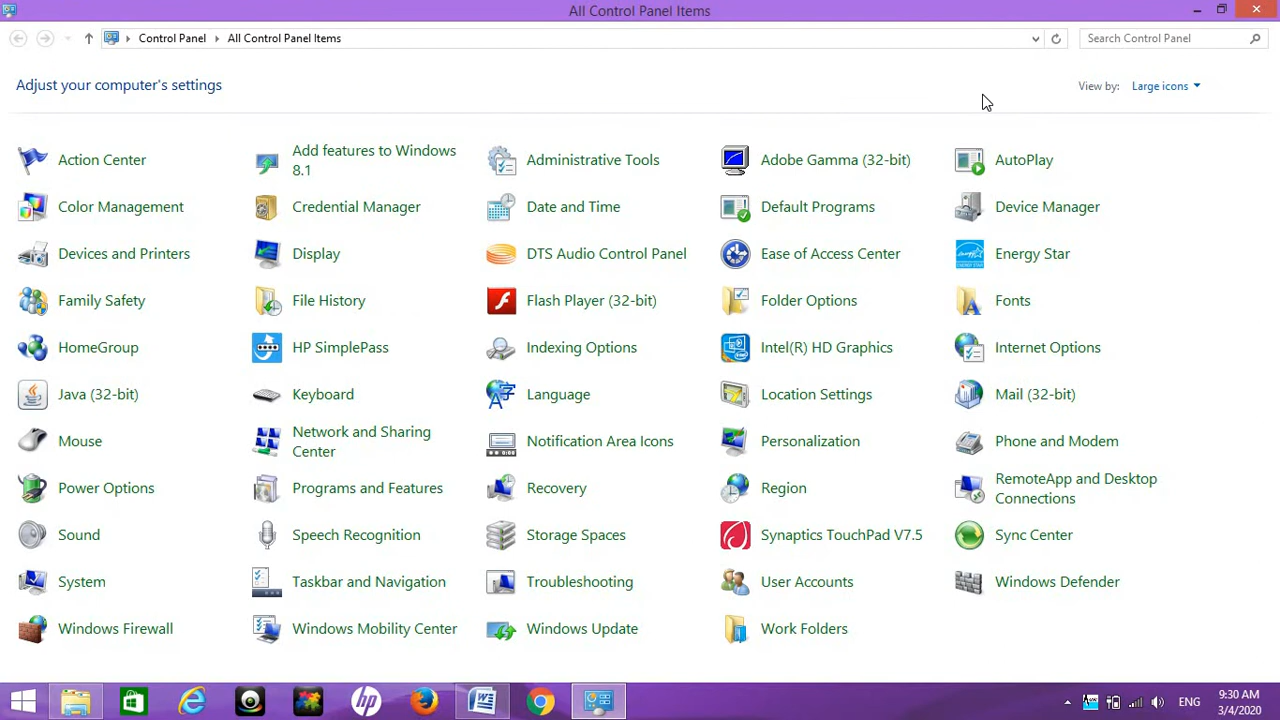 All Control Panel Items
Control Panel
All Control Panel Items
Search Control Panel
Adjust your computer's settings
View by: Large icons
Action Center
Add features to Windows
8.1
Administrative Tools
Adobe Gamma (32-bit)
AutoPlay
Color Management
Credential Manager
Date and Time
Default Programs
Device Manager
Devices and Printers
Display
DTS Audio Control Panel
Ease of Access Center
Energy Star
Family Safety
File History
Flash Player (32-bit)
Folder Options
Fonts
HomeGroup
HP SimplePass
Indexing Options
Intel(R) HD Graphics
Internet Options
Java (32-bit)
Keyboard
Language
Location Settings
Mail (32-bit)
Mouse
Network and Sharing
Center
Notification Area Icons
Personalization
Phone and Modem
Power Options
Programs and Features
Recovery
Region
RemoteApp and Desktop
Connections
Sound
Speech Recognition
Storage Spaces
Synaptics TouchPad V7.5
Sync Center
System
Taskbar and Navigation
Troubleshooting
User Accounts
Windows Defender
Windows Firewall
Windows Mobility Center
Windows Update
Work Folders
ENG
9:30 AM
3/4/2020